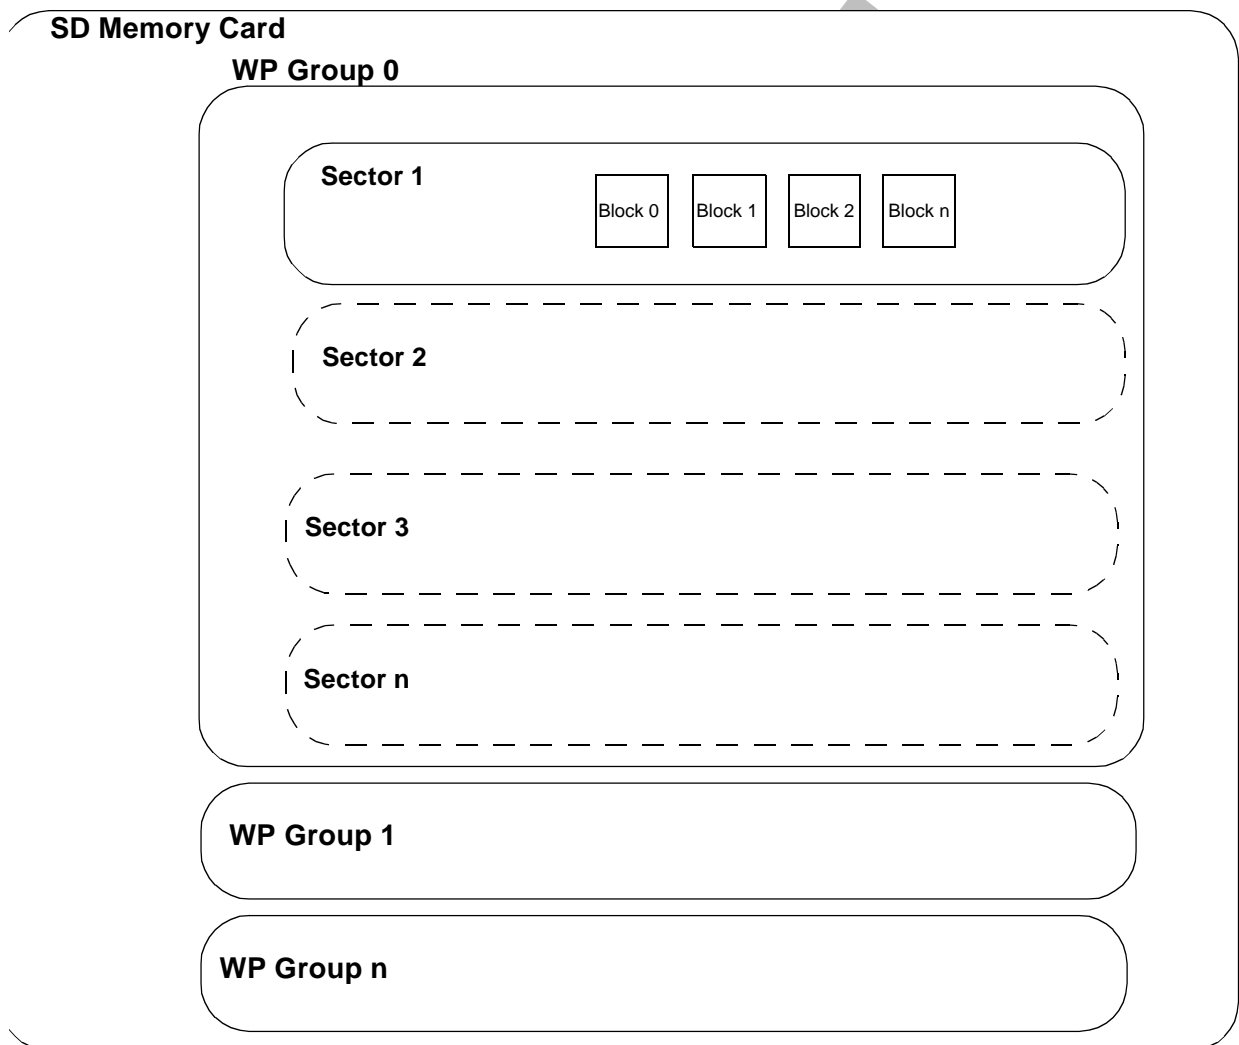 SD Memory Card
WP Group 0
Sector 1
Block 0 Block 1 Block 2 Block n
Sector 2
Sector 3
Sector n
WP Group 1
WP Group n